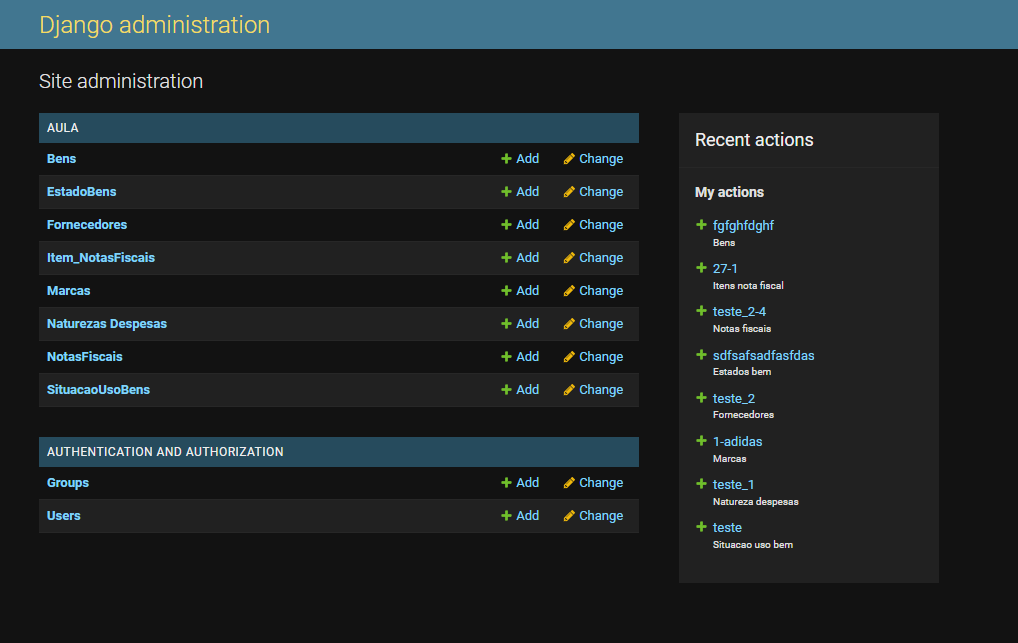 Django administration
Site administration
AULA
Bens Add Change
EstadoBens Add Change
Fornecedores Add Change
Item_NotasFiscais Add Change
Marcas Add Change
Naturezas Despesas Add Change
NotasFiscais Add Change
SituacaoUsoBens Add Change
AUTHENTICATION AND AUTHORIZATION
Groups Add Change
Users Add Change
Recent actions
My actions
fgfghfdghf
Bens
27-1
Itens nota fiscal
teste_2-4
Notas fiscais
sdfsafsadfasfdas
Estados bem
teste_2
Fornecedores
1-adidas
Marcas
teste_1
Natureza despesas
teste
Situacao uso bem